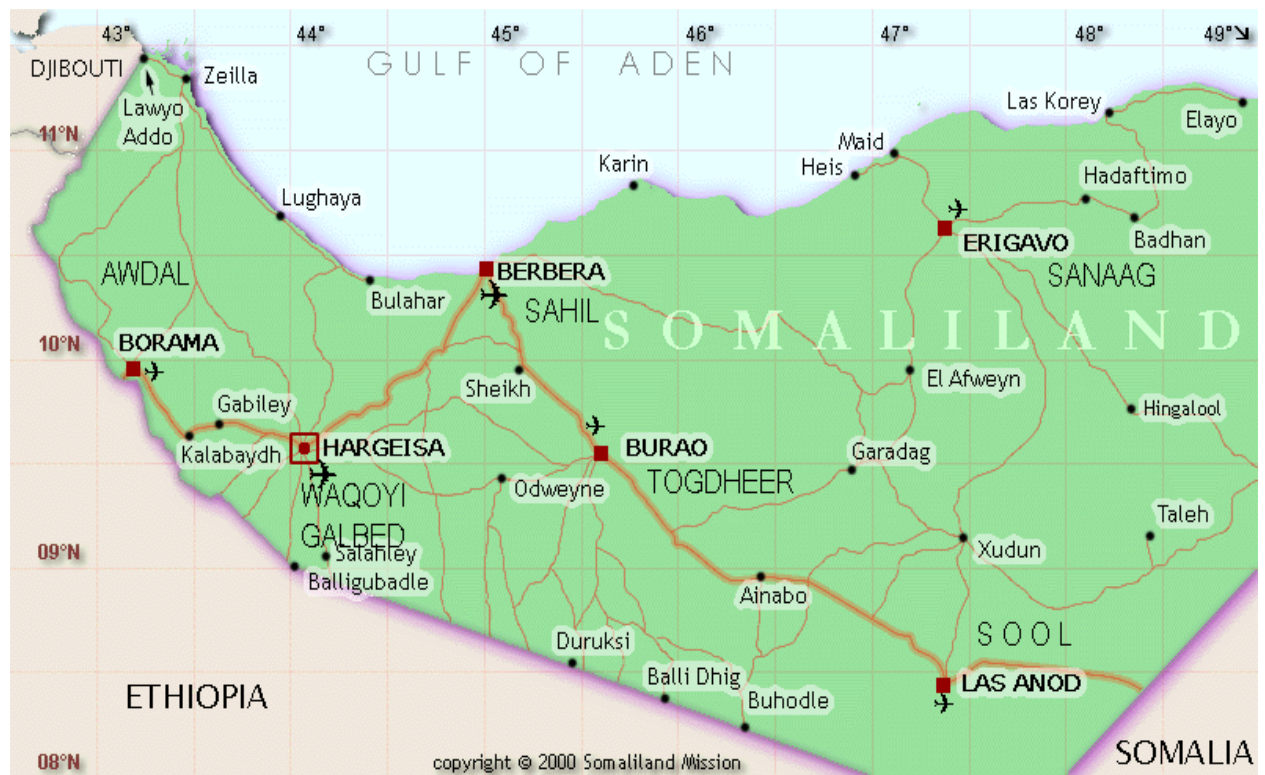 43° 44° 45° 46° 47° 48° 49°
GULF OF ADEN
DJIBOUTI
Zeilla
Las Korey
Lawyo
Addo
Elayo
11°N
Maid
Karin
Heis
Hadaftimo
Lughaya
Badhan
ERIGAVO
AWDAL
BERBERA
SANAAG
Bulahar
SAHIL
SOMALILAND
10°N
BORAMA
Sheikh
El Afweyn
Gabiley
Hingalool
Kalabaydh
HARGEISA
BURAO
Garadag
TOGDHEER
WAQOYI
GALBED
Odweyne
Taleh
Salahley
Xudun
09°N
Balligubadle
Ainabo
Duruksi
SOOL
Balli Dhig
LAS ANOD
ETHIOPIA
Buhodle
SOMALIA
08°N
copyright © 2000 Somaliland Mission